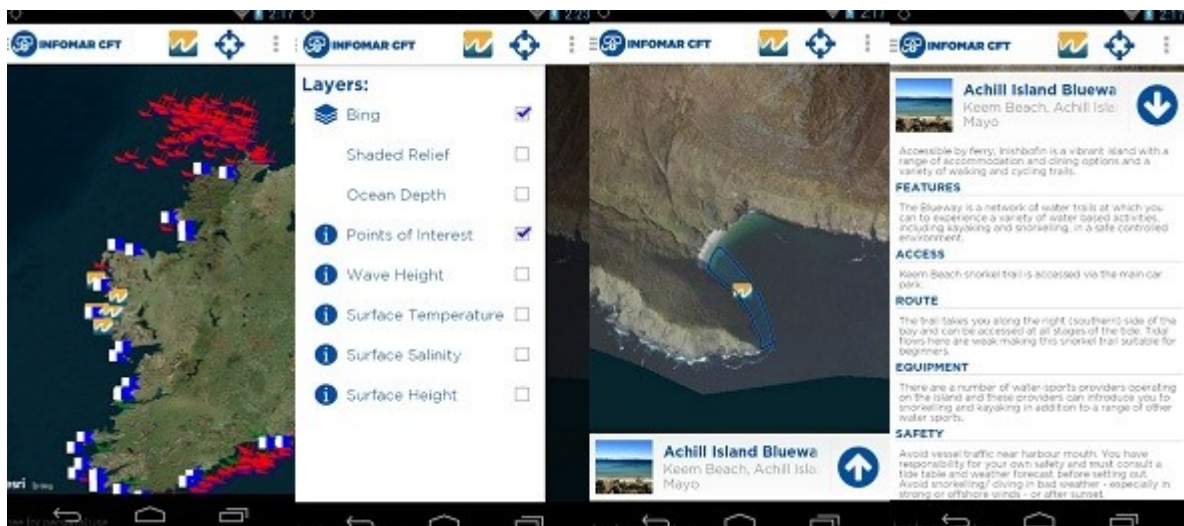 2:17
INFOMAR CFT
esri
2:23
INFOMAR CFT
Layers:
Bing
Shaded Relief
Ocean Depth
Points of Interest
Wave Height
Surface Temperature
Surface Salinity
Surface Height
2:17
INFOMAR CFT
Achill Island Bluewa
Keem Beach, Achill Isla
Mayo
2:17
INFOMAR CFT
Achill Island Bluewa
Keem Beach, Achill Isla
Mayo
Accessible by ferry, Inishbofin is a vibrant island with a
range of accommodation and dining options and a
variety of walking and cycling trails.
FEATURES
The Blueway is a network of water trails at which you
can to experience a variety of water based activities,
including kayaking and snorkelling, in a safe controlled
environment.
ACCESS
Keem Beach snorkel trail is accessed via the main car
park.
ROUTE
The trail takes you along the right (southern) side of the
bay and can be accessed at all stages of the tide. Tidal
flows here are weak making this snorkel trail suitable for
beginners.
EQUIPMENT
There are a number of water-sports providers operating
on the island and these providers can introduce you to
snorkelling and kayaking in addition to a range of other
water sports.
SAFETY
Avoid vessel traffic near harbour mouth. You have
responsibility for your own safety and must consult a
tide table and weather forecast before setting out.
Avoid snorkelling/ diving in bad weather - especially in
strong or offshore winds - or after sunset.